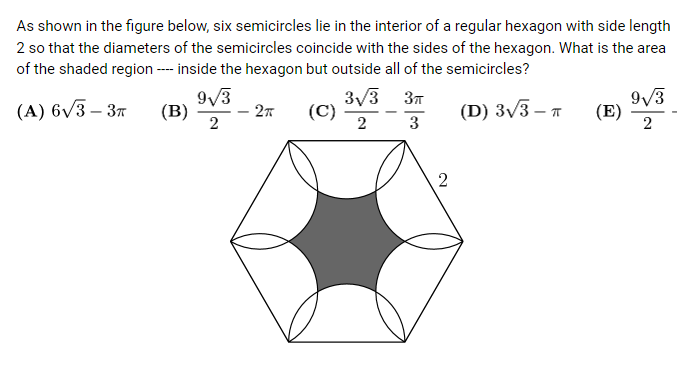 As shown in the figure below, six semicircles lie in the interior of a regular hexagon with side length
2 so that the diameters of the semicircles coincide with the sides of the hexagon. What is the area
of the shaded region ---- inside the hexagon but outside all of the semicircles?
(A) 6√3 − 3π (B) 9√3/2 − 2π (C) 3√3/2 − 3π/3 (D) 3√3 − π (E) 9√3/2 -
2